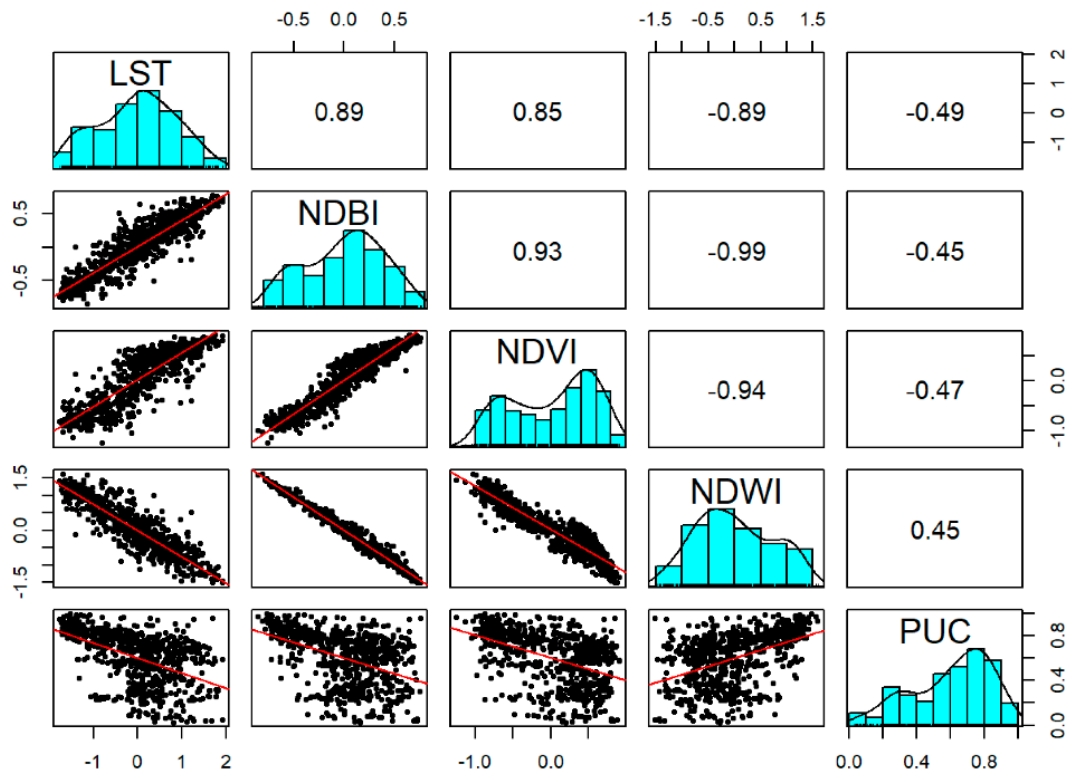 -0.5 0.0 0.5 -1.5 -0.5 0.5 1.5
LST 0.89 0.85 -0.89 -0.49
-1 0 1 2
-0.5 0.5
NDBI 0.93 -0.99 -0.45
NDVI -0.94 -0.47
-1.0 0.0
-1.5 0.0 1.5
NDWI 0.45
PUC
0.0 0.4 0.8
-1 0 1 2 -1.0 0.0 0.0 0.4 0.8